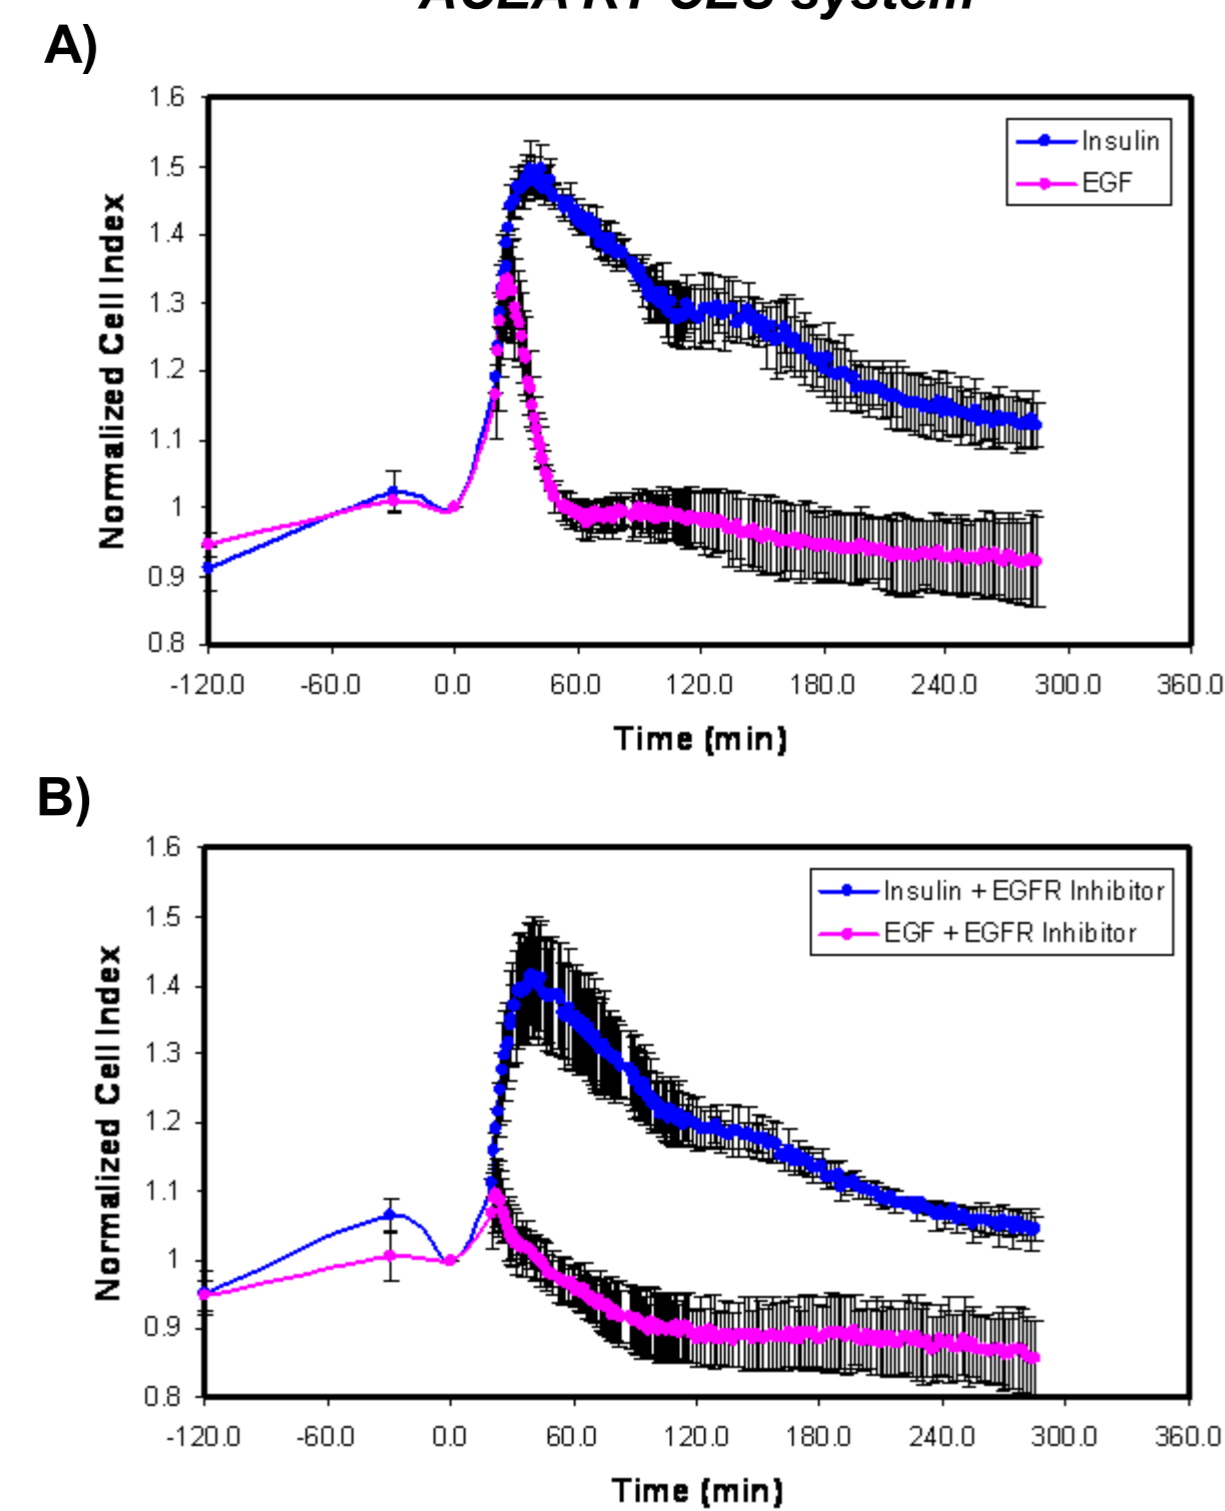 ACEA RT-CES system
A)
1.6
1.5
1.4
1.3
1.2
1.1
1
0.9
0.8
Normalized Cell Index
Insulin
EGF
-120.0 -60.0 0.0 60.0 120.0 180.0 240.0 300.0 360.0
Time (min)
B)
1.6
1.5
1.4
1.3
1.2
1.1
1
0.9
0.8
Normalized Cell Index
Insulin + EGFR Inhibitor
EGF + EGFR Inhibitor
-120.0 -60.0 0.0 60.0 120.0 180.0 240.0 300.0 360.0
Time (min)